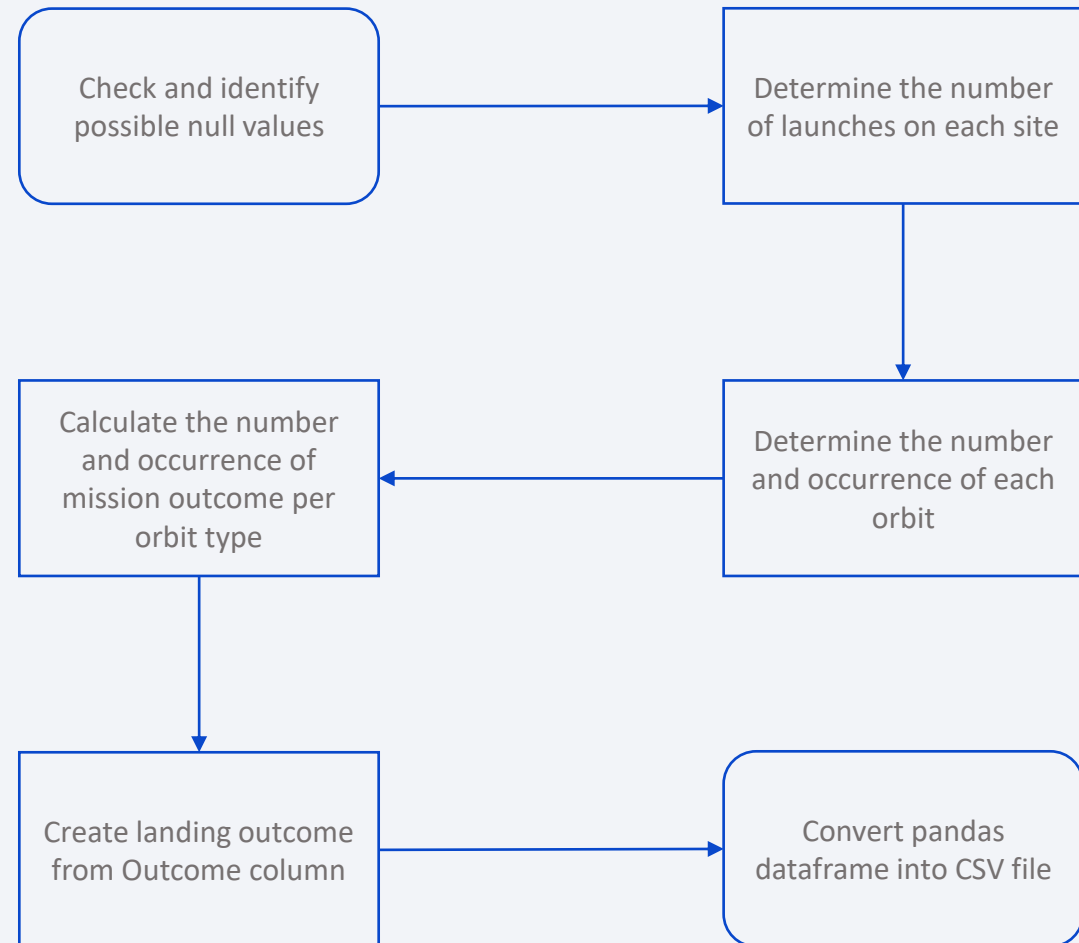 Check and identify
possible null values
Determine the number
of launches on each site
Determine the number
and occurrence of each
orbit
Calculate the number
and occurrence of
mission outcome per
orbit type
Create landing outcome
from Outcome column
Convert pandas
dataframe into CSV file